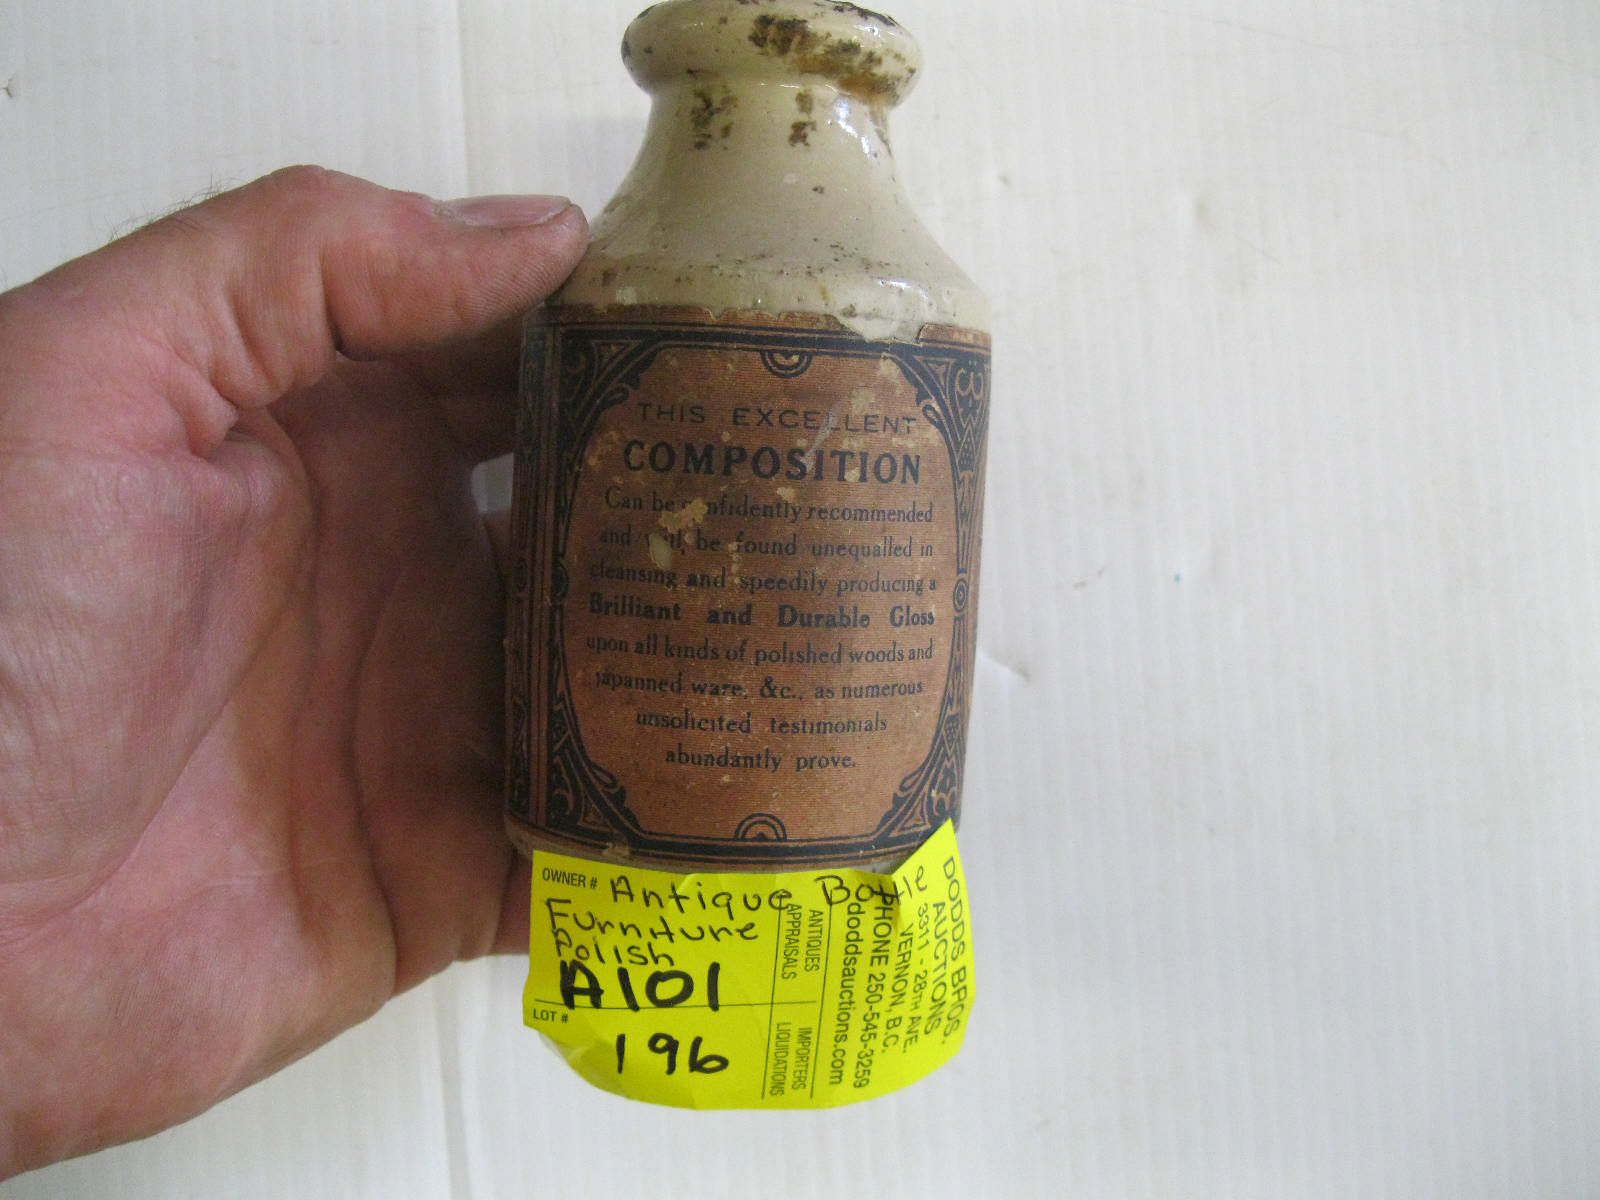 THIS EXCELLENT
COMPOSITION
Can be confidently recommended
and will be found unequalled in
cleansing and speedily producing a
Brilliant and Durable Gloss
upon all kinds of polished woods and
japanned ware, &c., as numerous
unsolicited testimonials
abundantly prove.
OWNER # Antique Bottle
Furniture
Polish
A101
LOT #
196
ANTIQUES
APPRAISALS
IMPORTERS
LIQUIDATIONS
DODDS BROS.
AUCTIONS
3311 - 28TH AVE.
VERNON, B.C.
PHONE 250-545-3259
doddsauctions.com